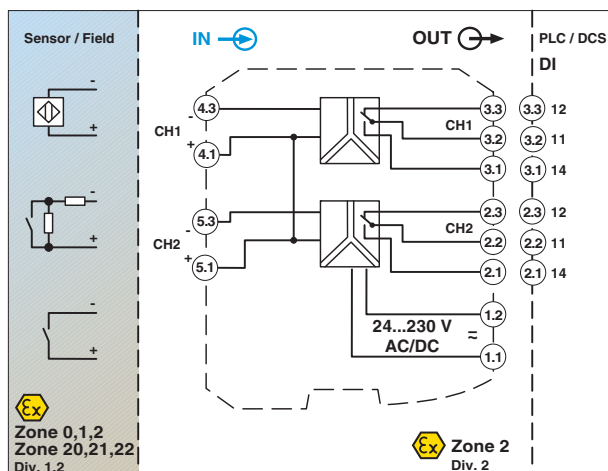 Sensor / Field
IN
OUT
PLC / DCS
DI
-
+
-
+
-
+
Ex
Zone 0,1,2
Zone 20,21,22
Div. 1,2
CH1
-
4.3
+
4.1
CH2
-
5.3
+
5.1
CH1
3.3
3.2
3.1
CH2
2.3
2.2
2.1
24...230 V
AC/DC
=
~
1.2
1.1
3.3 12
3.2 11
3.1 14
2.3 12
2.2 11
2.1 14
Ex
Zone 2
Div. 2